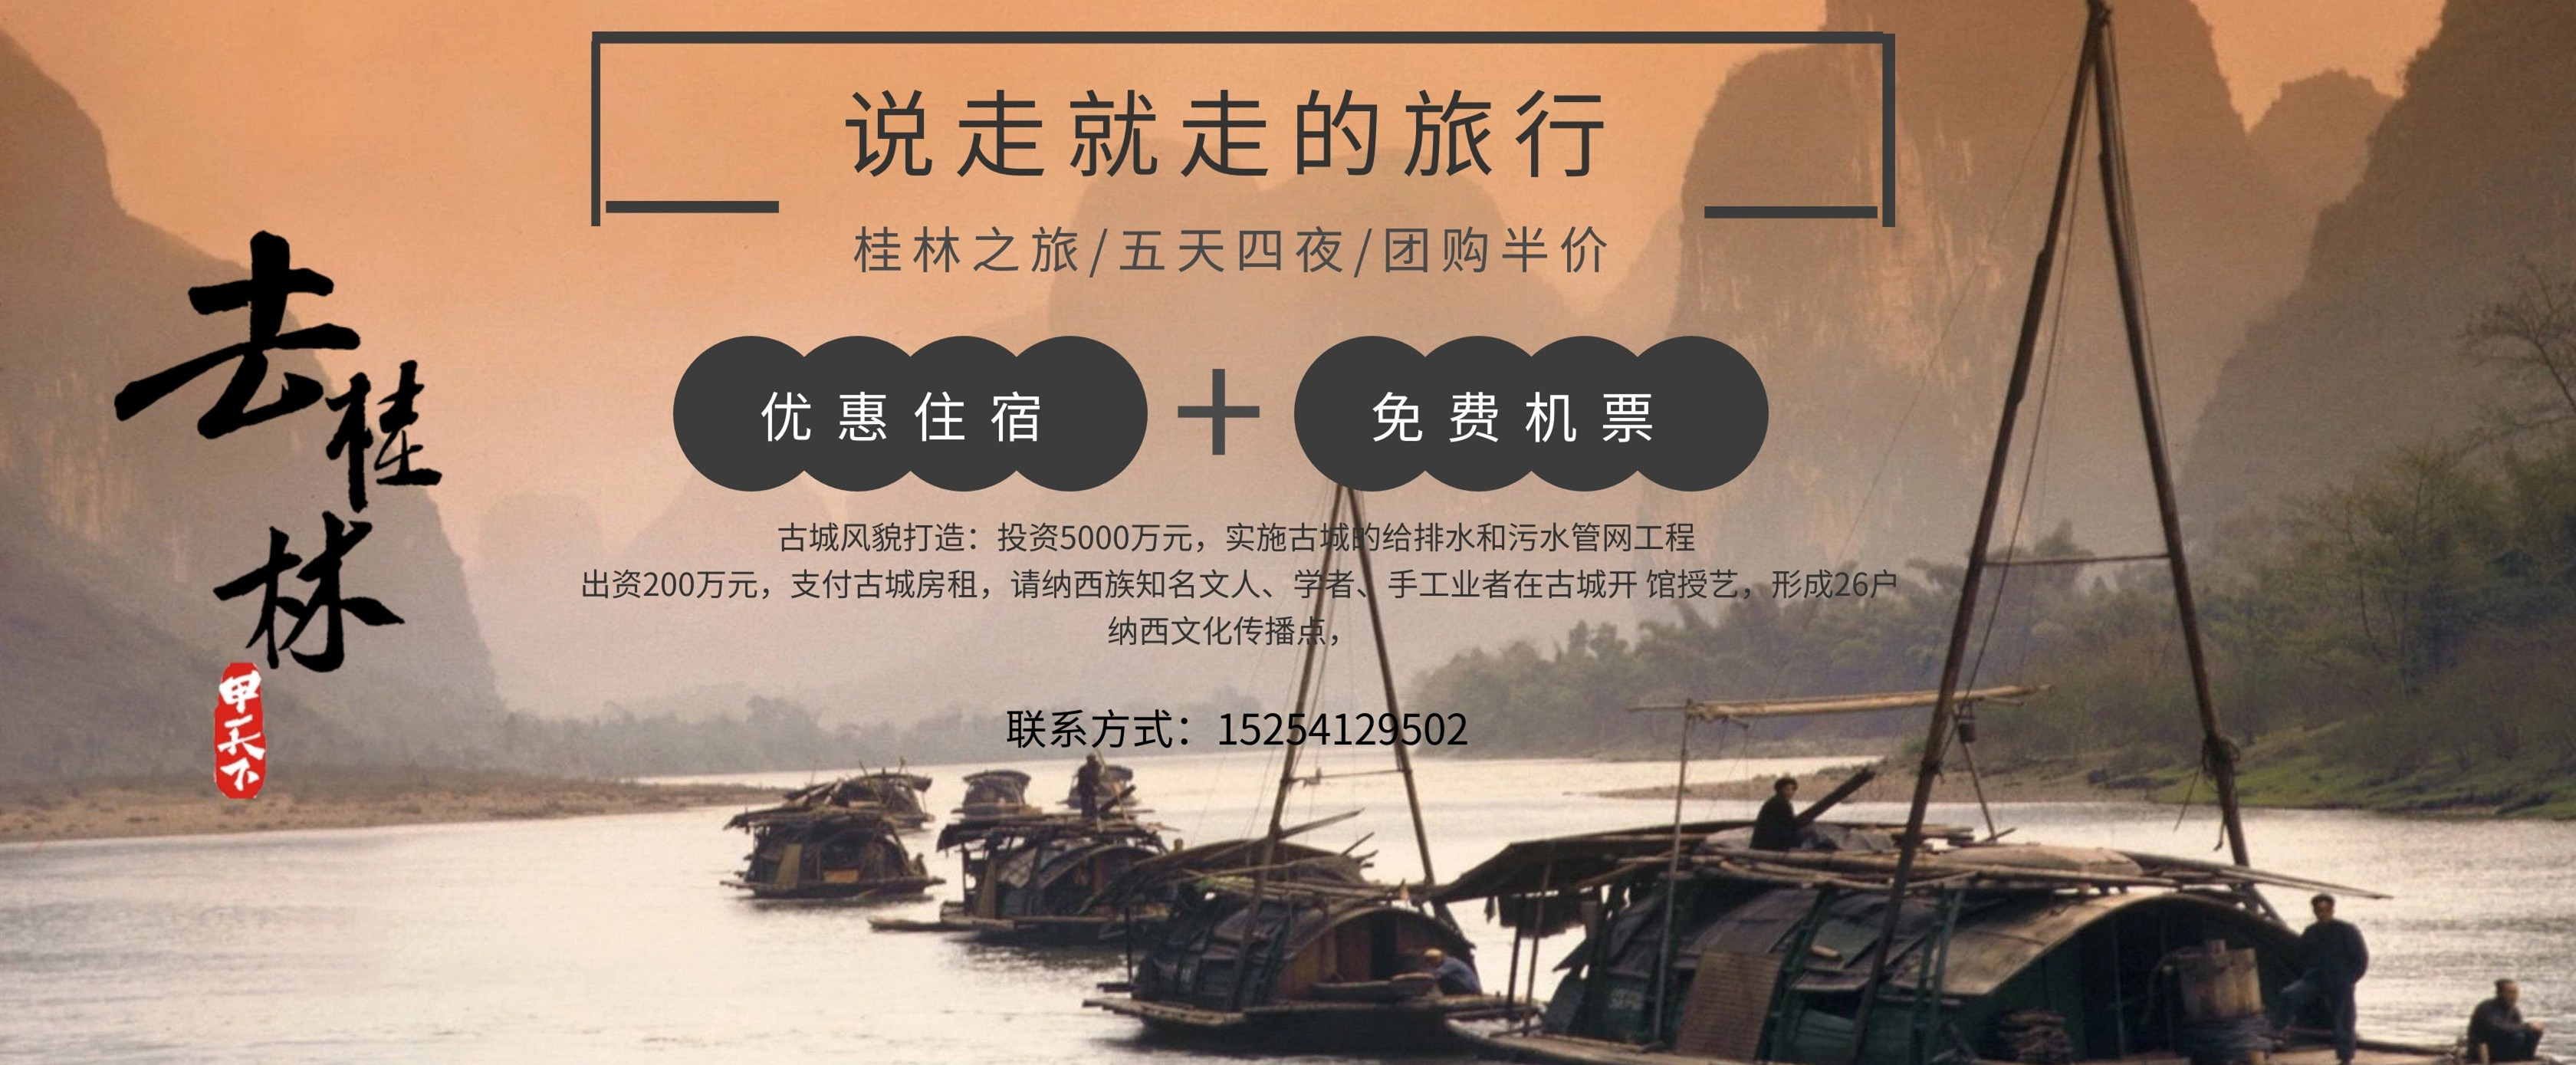 说走就走的旅行
桂林之旅/五天四夜/团购半价
去桂林
甲天下
优惠住宿
+
免费机票
古城风貌打造：投资5000万元，实施古城的给排水和污水管网工程
出资200万元，支付古城房租，请纳西族知名文人、学者、手工业者在古城开 馆授艺，形成26户
纳西文化传播点，
联系方式：15254129502